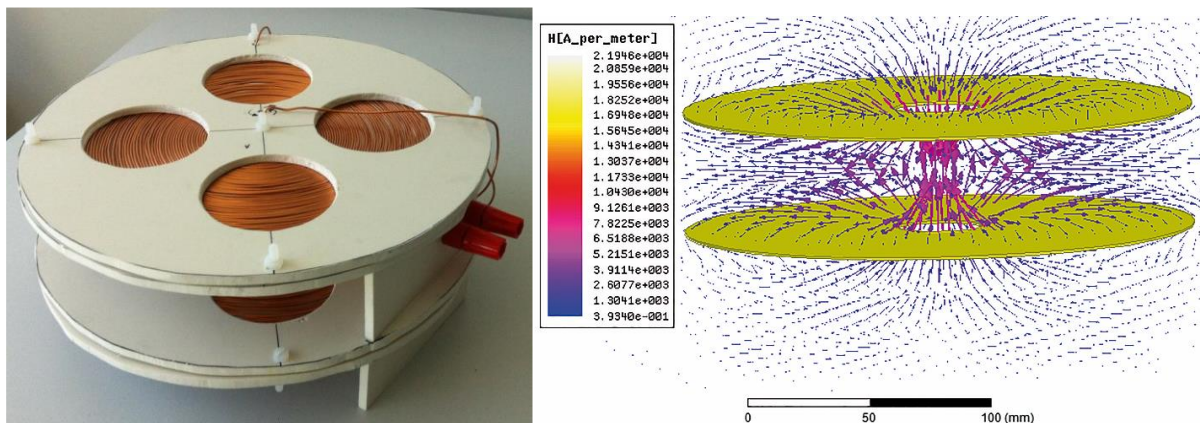 H[A_per_meter]
2.1946e+004
2.0859e+004
1.9556e+004
1.8252e+004
1.6948e+004
1.5645e+004
1.4341e+004
1.3037e+004
1.1733e+004
1.0430e+004
9.1261e+003
7.8225e+003
6.5188e+003
5.2151e+003
3.9114e+003
2.6077e+003
1.3041e+003
3.9340e-001
0 50 100 (mm)